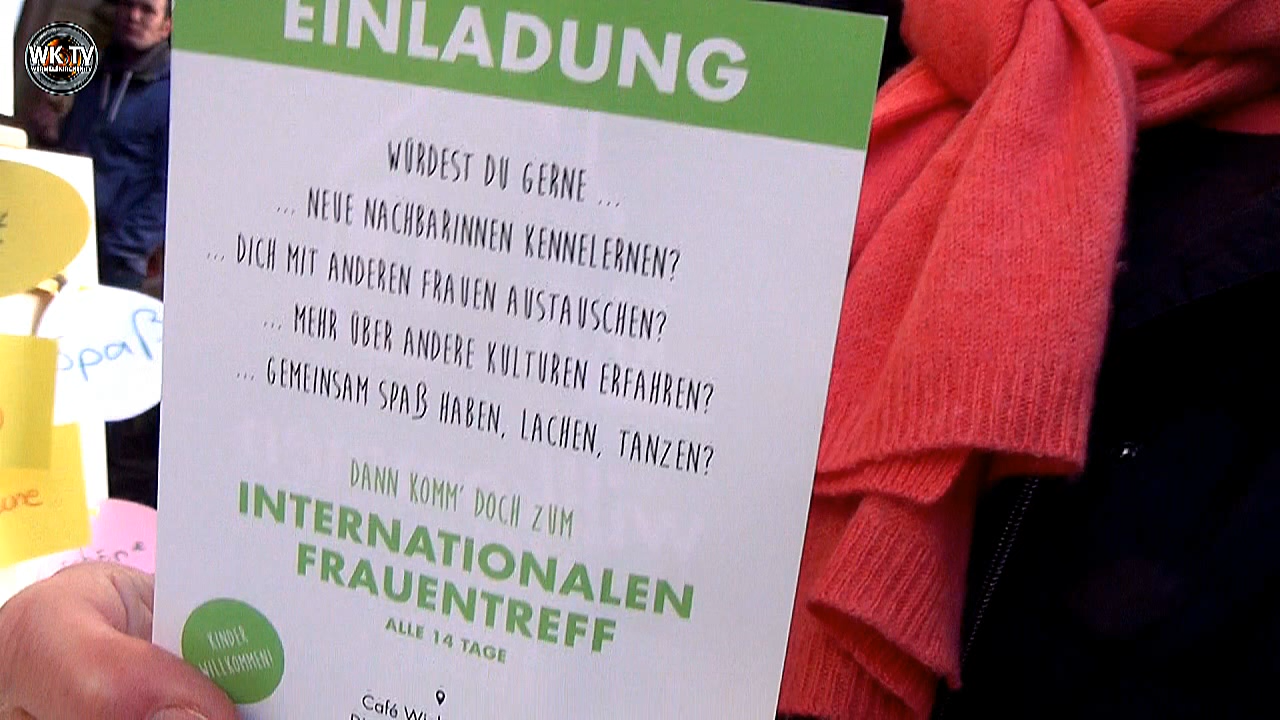 WK.TV
EINLADUNG
WÜRDEST DU GERNE ...
... NEUE NACHBARINNEN KENNELERNEN?
... DICH MIT ANDEREN FRAUEN AUSTAUSCHEN?
... MEHR ÜBER ANDERE KULTUREN ERFAHREN?
... GEMEINSAM SPAß HABEN, LACHEN, TANZEN?
DANN KOMM' DOCH ZUM
INTERNATIONALEN
FRAUENTREFF
ALLE 14 TAGE
KINDER
WILLKOMMEN!
Café
Spaß